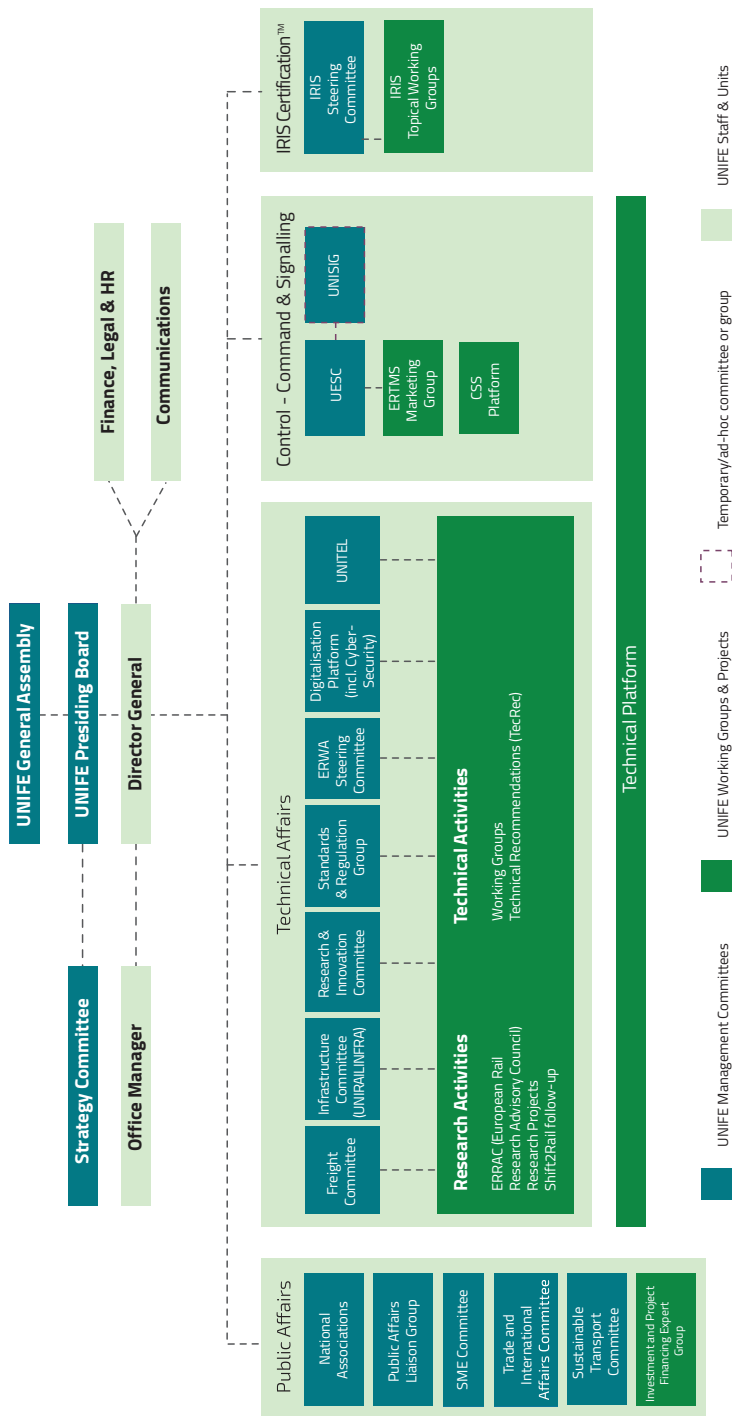 UNIFE General Assembly
UNIFE Presiding Board
Strategy Committee
Director General
Office Manager
Finance, Legal & HR
Communications
Public Affairs
National
Associations
Public Affairs
Liaison Group
SME Committee
Trade and
International
Affairs Committee
Sustainable
Transport
Committee
Investment and Project
Financing Expert
Group
Technical Affairs
Freight
Committee
Infrastructure
Committee
(UNIRAILINFRA)
Research &
Innovation
Committee
Standards
& Regulation
Group
ERWA
Steering
Committee
Digitalisation
Platform
(incl. Cyber-
Security)
UNITEL
Research Activities
ERRAC (European Rail
Research Advisory Council)
Research Projects
Shift2Rail follow-up
Technical Activities
Working Groups
Technical Recommendations (TecRec)
Control - Command & Signalling
UESC
UNISIG
ERTMS
Marketing
Group
CSS
Platform
Technical Platform
IRIS Certification™
IRIS
Steering
Committee
IRIS
Topical Working
Groups
UNIFE Management Committees
UNIFE Working Groups & Projects
Temporary/ad-hoc committee or group
UNIFE Staff & Units